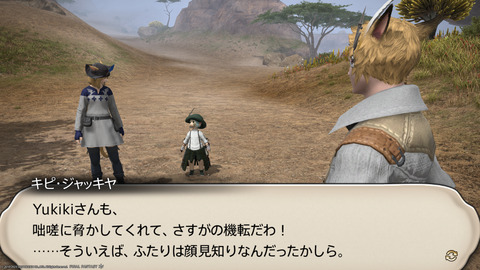 キピ・ジャッキヤ
Yukikiさんも、
咄嗟に脅かしてくれて、さすがの機転だわ!
……そういえば、ふたりは顔見知りなんだったかしら。